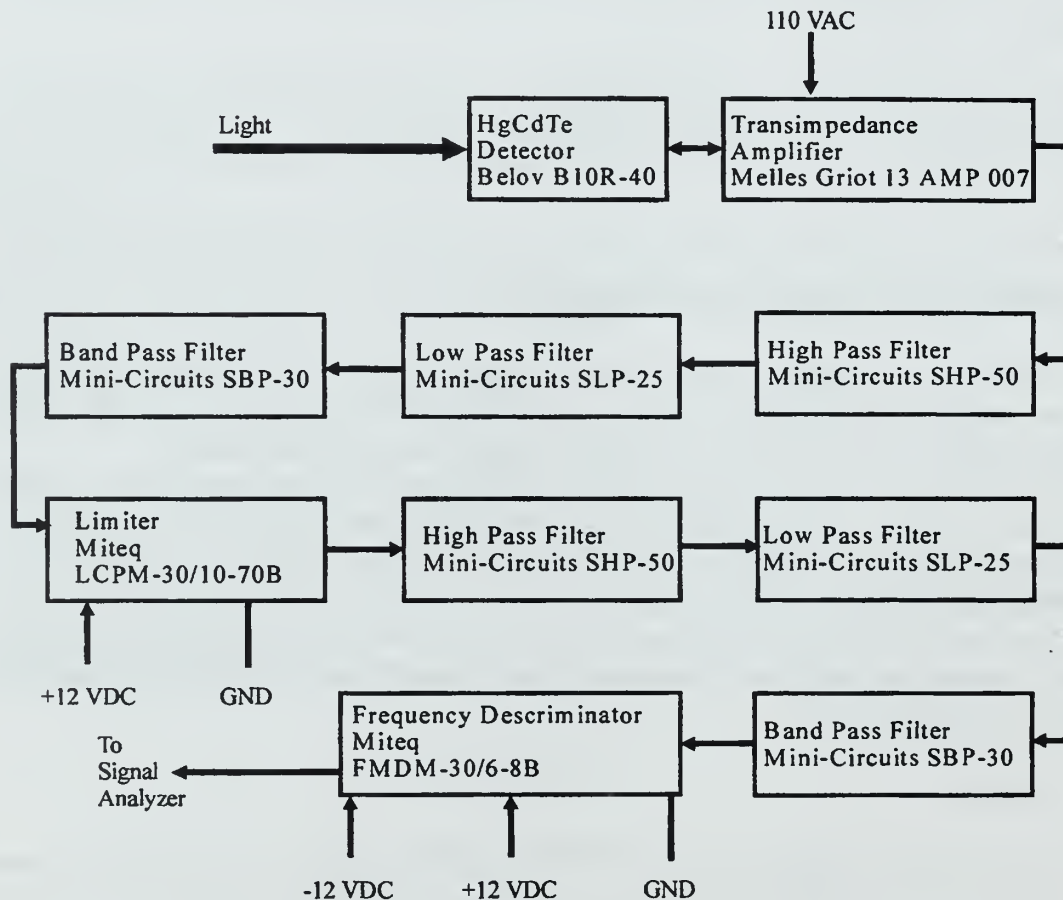 110 VAC
Light
HgCdTe
Detector
Belov B10R-40
Transimpedance
Amplifier
Melles Griot 13 AMP 007
Band Pass Filter
Mini-Circuits SBP-30
Low Pass Filter
Mini-Circuits SLP-25
High Pass Filter
Mini-Circuits SHP-50
Limiter
Miteq
LCPM-30/10-70B
High Pass Filter
Mini-Circuits SHP-50
Low Pass Filter
Mini-Circuits SLP-25
+12 VDC
GND
To
Signal
Analyzer
Frequency Descriminator
Miteq
FMDM-30/6-8B
Band Pass Filter
Mini-Circuits SBP-30
-12 VDC
+12 VDC
GND